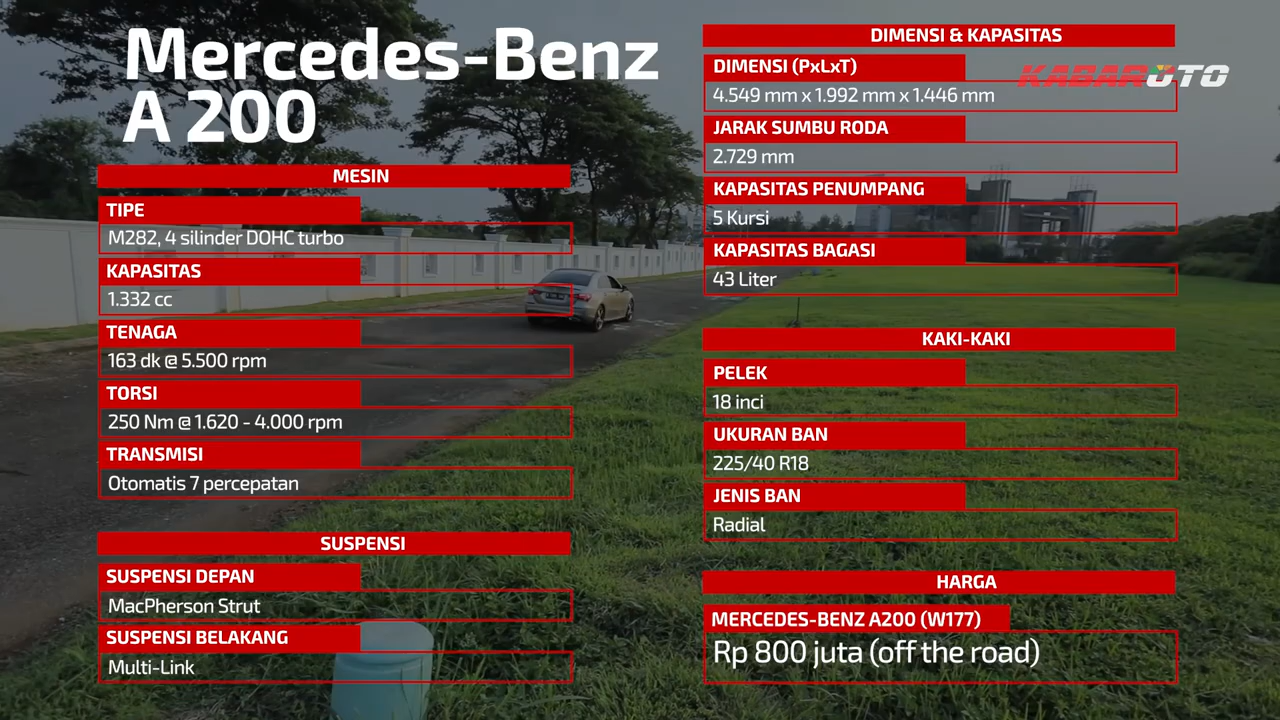 Mercedes-Benz
A 200
MESIN
TIPE
M282, 4 silinder DOHC turbo
KAPASITAS
1.332 cc
TENAGA
163 dk @ 5.500 rpm
TORSI
250 Nm @ 1.620 - 4.000 rpm
TRANSMISI
Otomatis 7 percepatan
SUSPENSI
SUSPENSI DEPAN
MacPherson Strut
SUSPENSI BELAKANG
Multi-Link
DIMENSI & KAPASITAS
DIMENSI (PxLxT)
KABAROTO
4.549 mm x 1.992 mm x 1.446 mm
JARAK SUMBU RODA
2.729 mm
KAPASITAS PENUMPANG
5 Kursi
KAPASITAS BAGASI
43 Liter
KAKI-KAKI
PELEK
18 inci
UKURAN BAN
225/40 R18
JENIS BAN
Radial
HARGA
MERCEDES-BENZ A200 (W177)
Rp 800 juta (off the road)